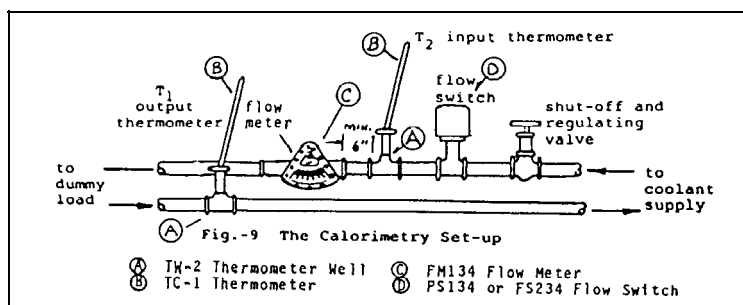 T2 input thermometer
B
B
D
T1
output
thermometer
flow
meter
C
min.
6"
A
flow
switch
shut-off and
regulating
valve
to
dummy
load
to
coolant
supply
A
Fig.-9 The Calorimetry Set-up
A TW-2 Thermometer Well
C FM134 Flow Meter
B TC-1 Thermometer
D PS134 or FS234 Flow Switch